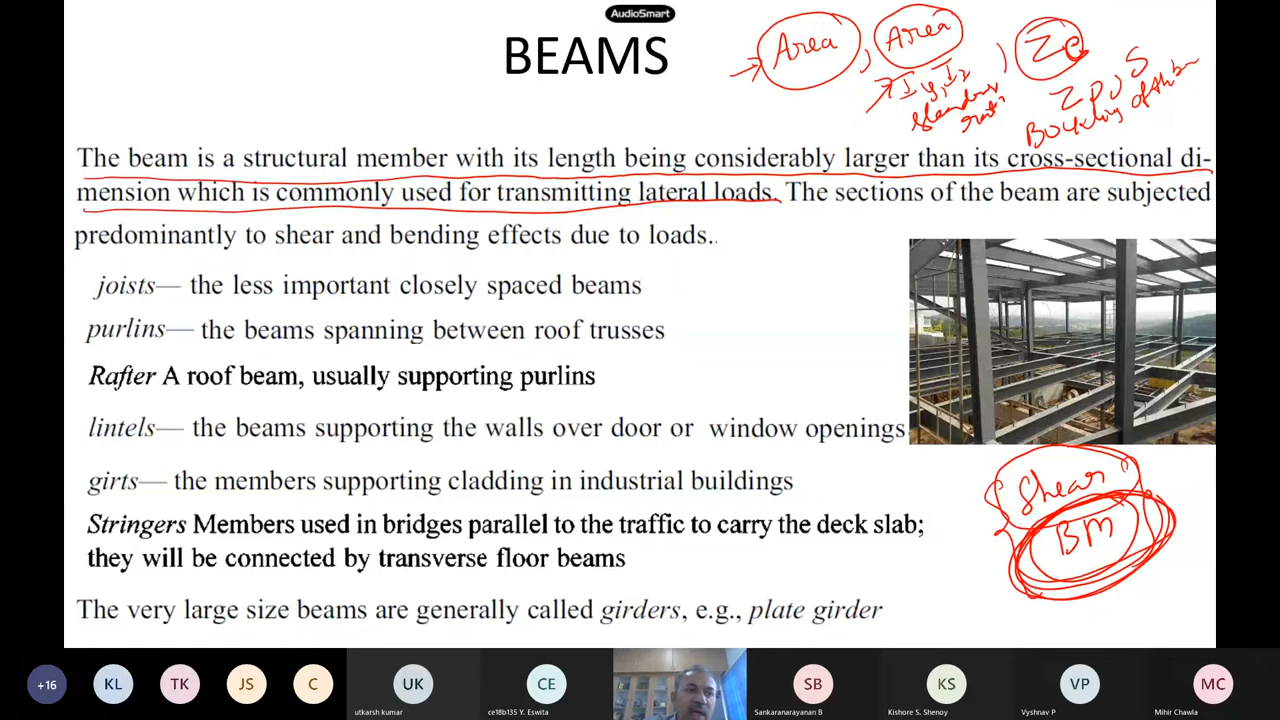 AudioSmart
BEAMS
Area, Area, Ze
Iy, Iz
Zp, S
The beam is a structural member with its length being considerably larger than its cross-sectional di-
mension which is commonly used for transmitting lateral loads. The sections of the beam are subjected
predominantly to shear and bending effects due to loads..
joists— the less important closely spaced beams
purlins— the beams spanning between roof trusses
Rafter A roof beam, usually supporting purlins
lintels— the beams supporting the walls over door or window openings
girts— the members supporting cladding in industrial buildings
Shear
BM
Stringers Members used in bridges parallel to the traffic to carry the deck slab;
they will be connected by transverse floor beams
The very large size beams are generally called girders, e.g., plate girder
+16 KL TK JS C UK CE SB KS VP MC
utkarsh kumar ce18b135 Y. Eswita Sankaranarayanan B Kishore S. Shenoy Vyshnav P Mihir Chawla